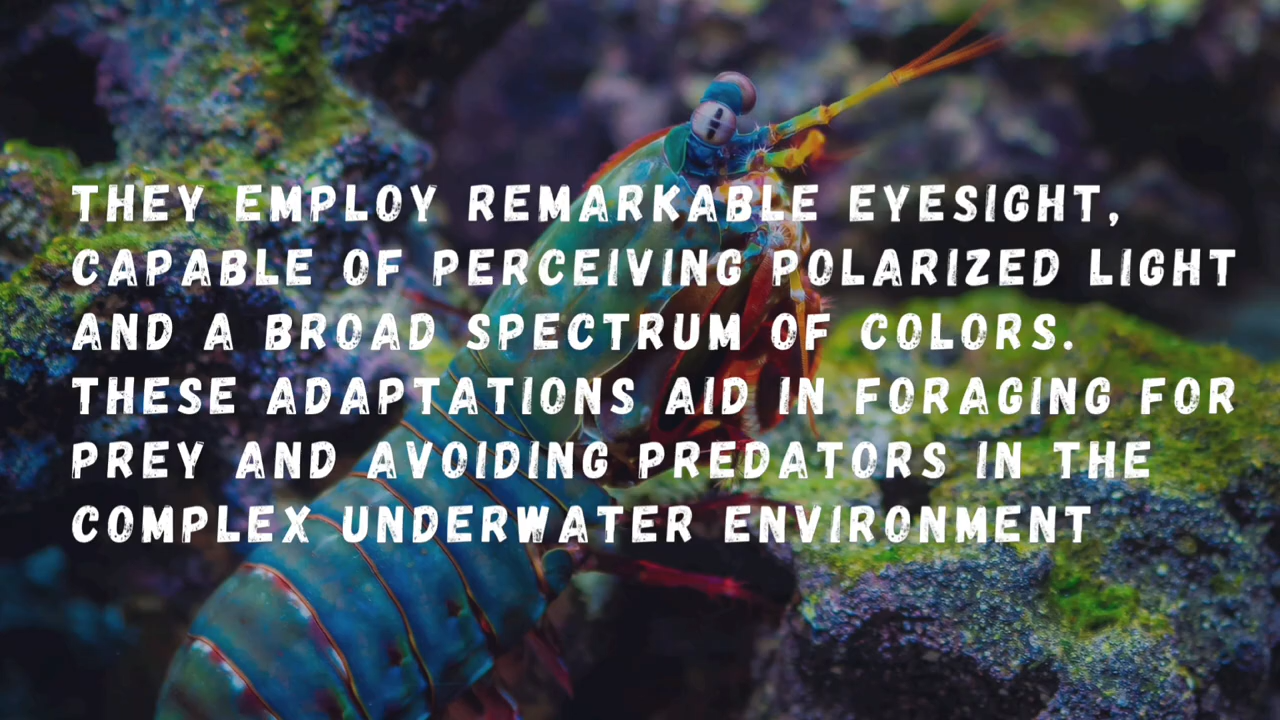 THEY EMPLOY REMARKABLE EYESIGHT,
CAPABLE OF PERCEIVING POLARIZED LIGHT
AND A BROAD SPECTRUM OF COLORS.
THESE ADAPTATIONS AID IN FORAGING FOR
PREY AND AVOIDING PREDATORS IN THE
COMPLEX UNDERWATER ENVIRONMENT